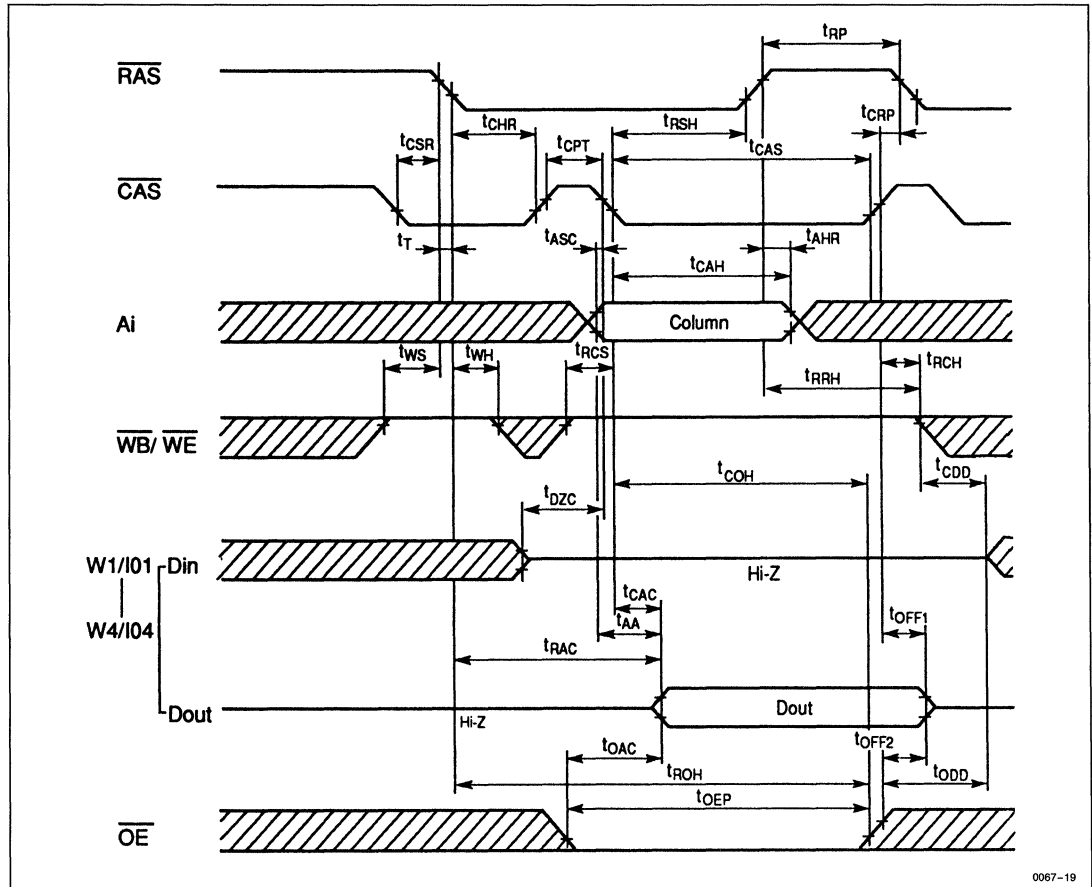 tRP
RAS
tCHR
tRSH
tCRP
tCSR
tCPT
tCAS
CAS
tT
tASC
tAHR
tCAH
Ai
Column
tWS
tWH
tRCS
tRCH
tRRH
WB/ WE
tCDD
tCOH
tDZC
W1/I01
Din
Hi-Z
W4/I04
tCAC
tAA
tOFF1
tRAC
Dout
Hi-Z
Dout
tOFF2
tOAC
tROH
tODD
tOEP
OE
0067-19